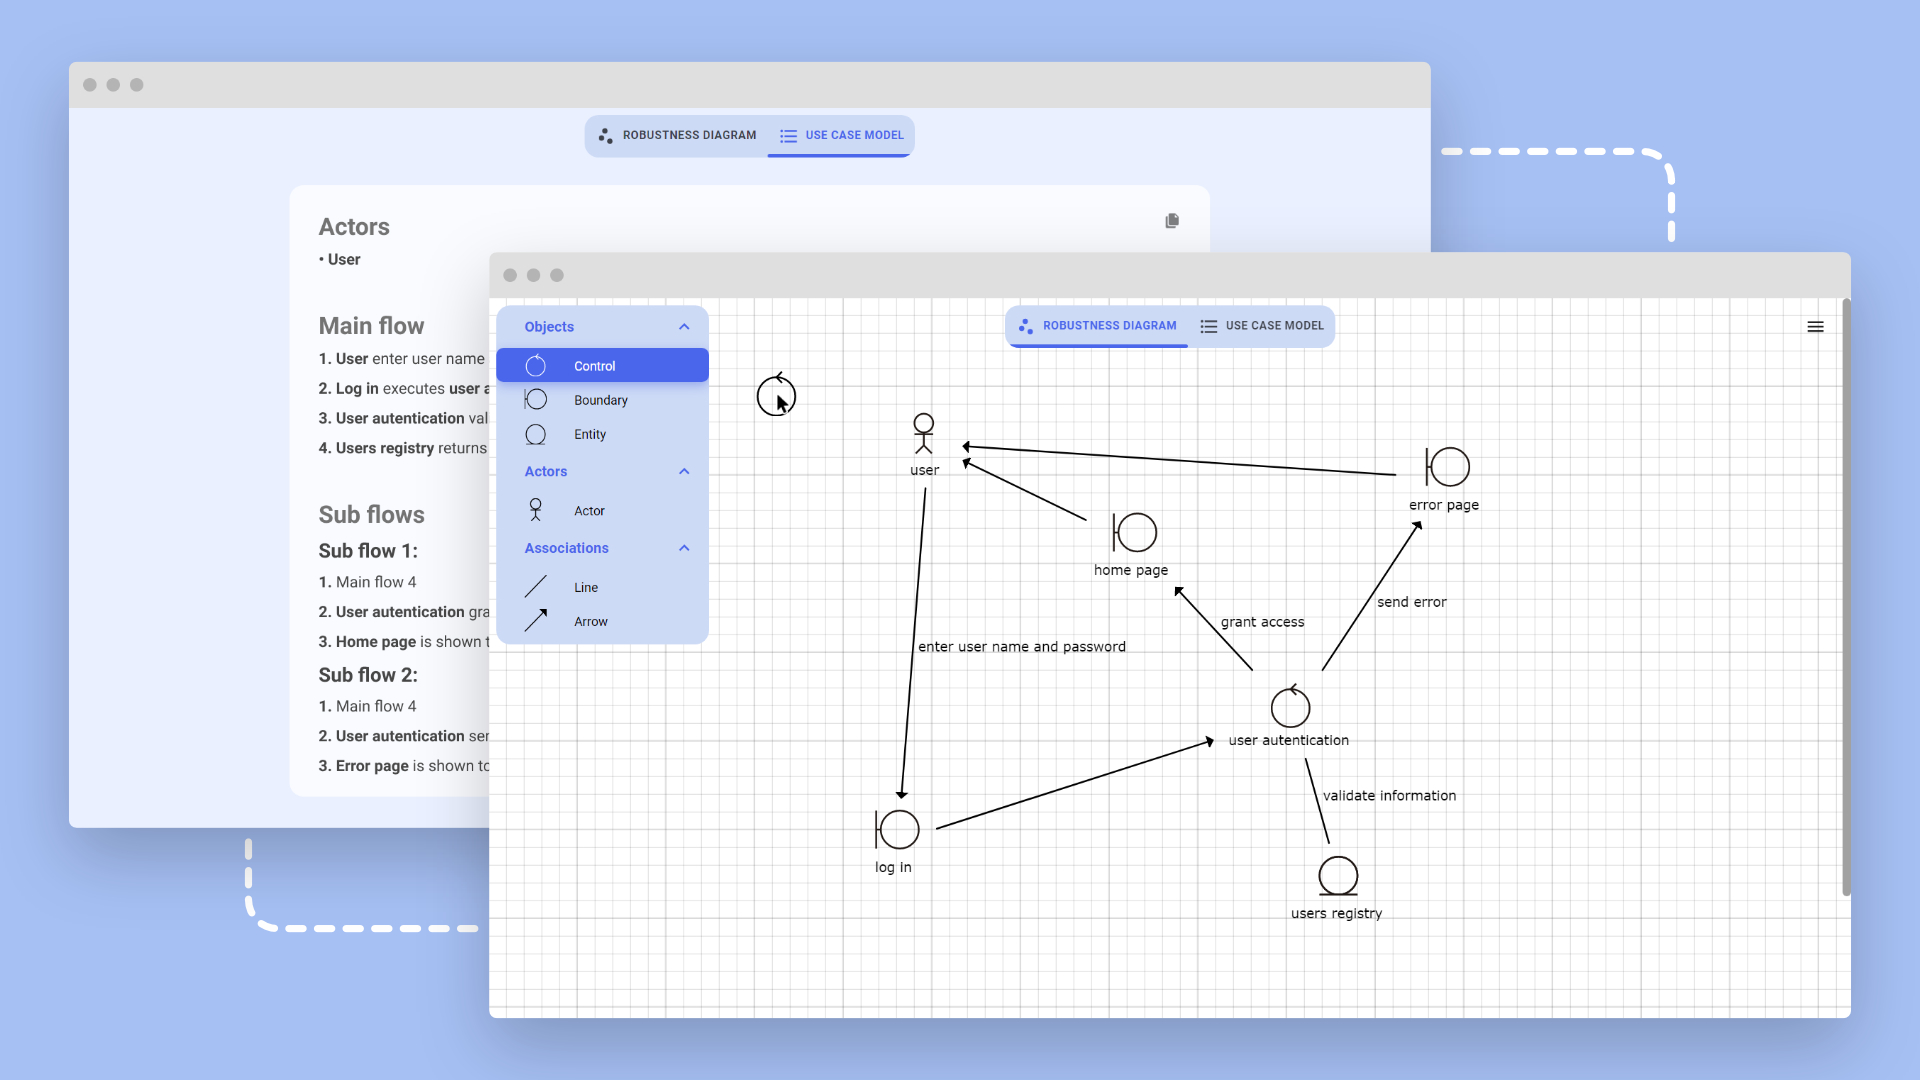 ROBUSTNESS DIAGRAM
USE CASE MODEL
Actors
• User
Main flow
1. User enter user name
2. Log in executes user
3. User autentication
4. Users registry returns
Sub flows
Sub flow 1:
1. Main flow 4
2. User autentication
3. Home page is shown
Sub flow 2:
1. Main flow 4
2. User autentication
3. Error page is shown to
Objects
Control
Boundary
Entity
Actors
Actor
Associations
Line
Arrow
ROBUSTNESS DIAGRAM
USE CASE MODEL
user
error page
home page
send error
grant access
enter user name and password
user autentication
validate information
log in
users registry